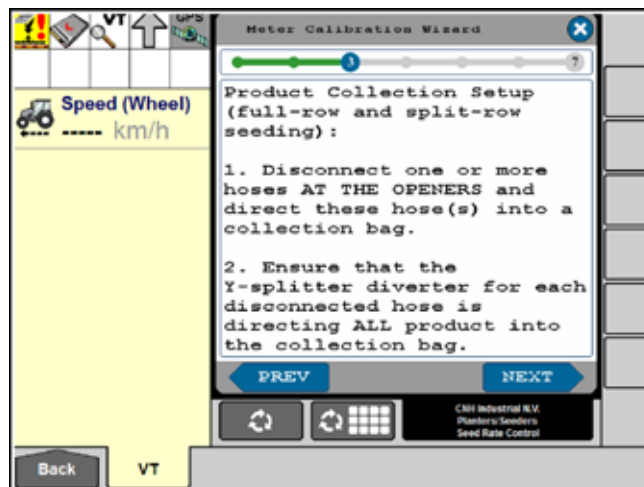 VT
GPS
Meter Calibration Wizard
3
7
Speed (Wheel)
----- km/h
Product Collection Setup
(full-row and split-row
seeding):
1. Disconnect one or more
hoses AT THE OPENERS and
direct these hose(s) into a
collection bag.
2. Ensure that the
Y-splitter diverter for each
disconnected hose is
directing ALL product into
the collection bag.
PREV
NEXT
CNH Industrial N.V.
Planters/Seeders
Seed Rate Control
Back
VT